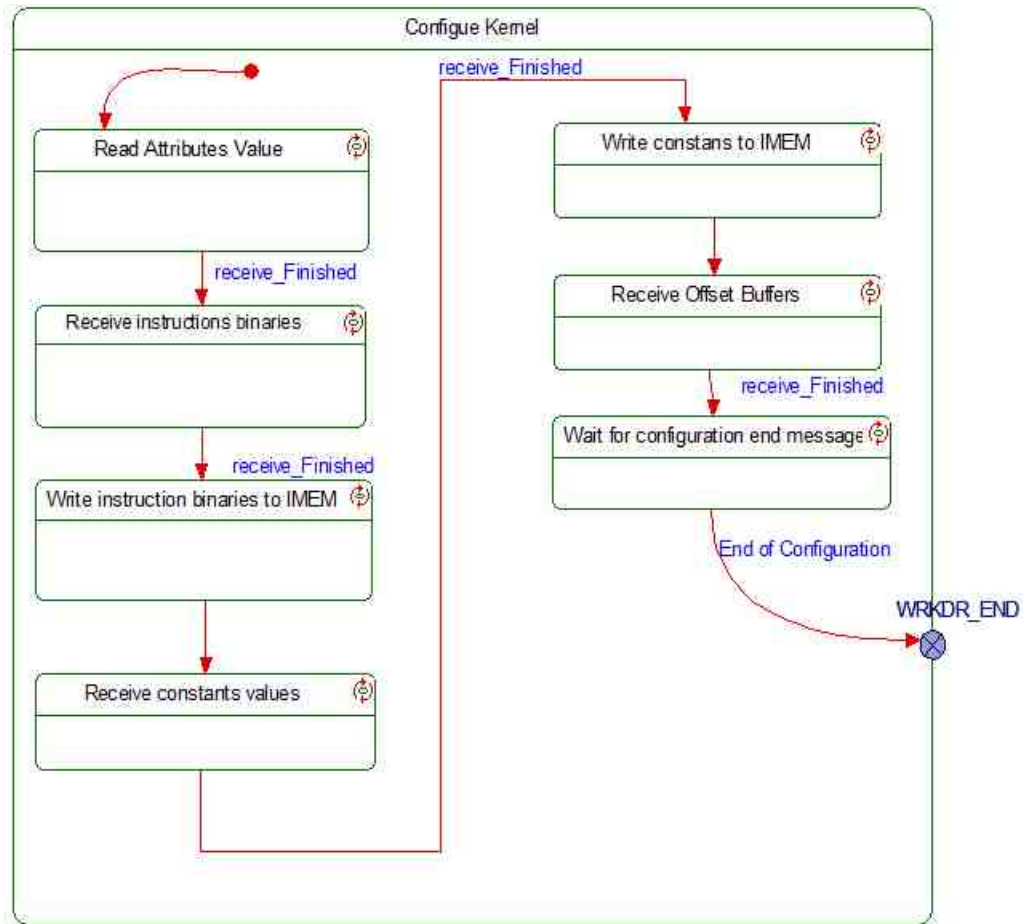 Configue Kernel
Read Attributes Value
receive_Finished
Receive instructions binaries
receive_Finished
Write instruction binaries to IMEM
Receive constants values
receive_Finished
Write constans to IMEM
Receive Offset Buffers
receive_Finished
Wait for configuration end message
End of Configuration
WRKDR_END